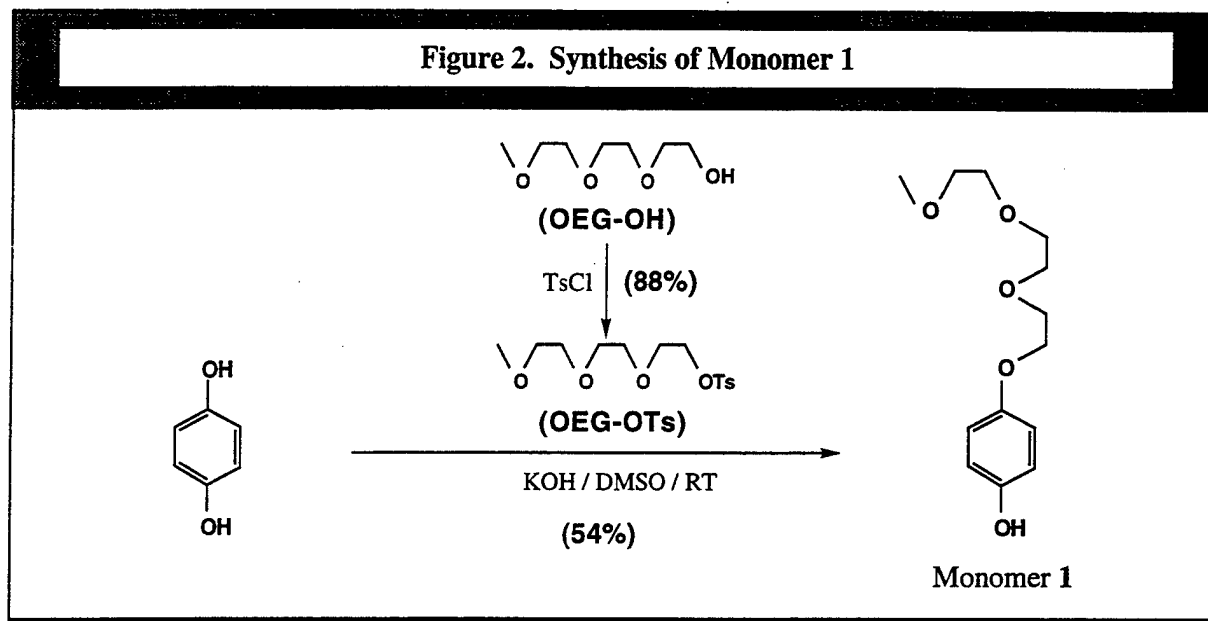 Figure 2. Synthesis of Monomer 1
O O O OH
(OEG-OH)
TsCl (88%)
O O O OTs
(OEG-OTs)
KOH / DMSO / RT
(54%)
OH
OH
O
O
O
O
OH
Monomer 1